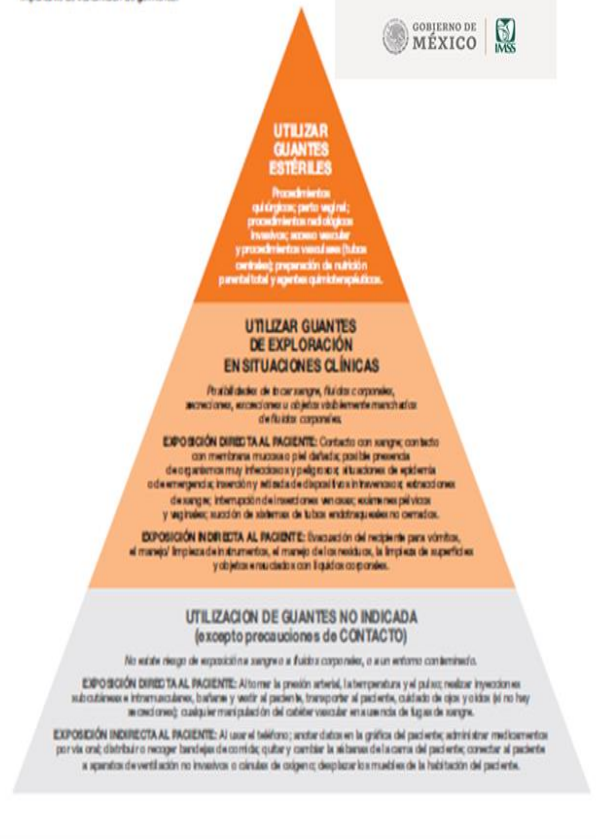 GOBIERNO DE
MÉXICO
IMSS
UTILIZAR
GUANTES
ESTÉRILES
Procedimientos
quirúrgicos; parto vaginal;
procedimientos radiológicos
invasivos; acceso vascular
y procedimientos vasculares (tubos
centrales); preparación de nutrición
parental total y agentes quimioterapéuticos.
UTILIZAR GUANTES
DE EXPLORACIÓN
EN SITUACIONES CLÍNICAS
Posibilidades de tocar sangre, fluidos corporales,
secreciones, excreciones u objetos visiblemente manchados
de fluidos corporales.
EXPOSICIÓN DIRECTA AL PACIENTE: Contacto con sangre; contacto
con membrana mucosa o piel dañada; posible presencia
de organismos muy infecciosos y peligrosos; situaciones de epidemia
o de emergencia; inserción y retirada de dispositivos intravenosos; extracciones
de sangre; interrupción de inserciones venosas; exámenes pélvicos
y vaginales; succión de sistemas de tubos endotraqueales no cerrados.
EXPOSICIÓN INDIRECTA AL PACIENTE: Evacuación del recipiente para vómitos,
el manejo/ limpieza de instrumentos, el manejo de los residuos, la limpieza de superficies
y objetos ensuciados con líquidos corporales.
UTILIZACION DE GUANTES NO INDICADA
(excepto precauciones de CONTACTO)
No existe riesgo de exposición a sangre o a fluidos corporales, o a un entorno contaminado.
EXPOSICIÓN DIRECTA AL PACIENTE: Al tomar la presión arterial, la temperatura y el pulso; realizar inyecciones
subcutáneas e intramusculares, bañarse y vestir al paciente, transportar al paciente, cuidado de ojos y oídos (si no hay
secreciones); cualquier manipulación del catéter vascular en ausencia de fugas de sangre.
EXPOSICIÓN INDIRECTA AL PACIENTE: Al usar el teléfono; anotar datos en la gráfica del paciente; administrar medicamentos
por vía oral; distribuir o recoger bandejas de comida; quitar y cambiar la sábanas de la cama del paciente; conectar al paciente
a aparatos de ventilación no invasivos o cánulas de oxígeno; desplazar los muebles de la habitación del paciente.